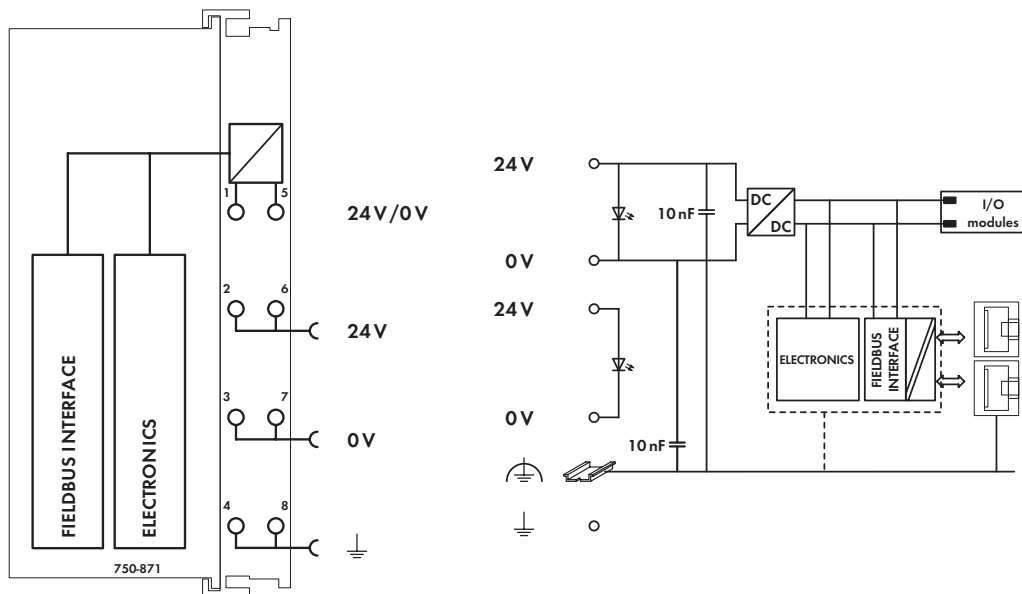 1
5
24V/0V
2
6
24V
3
7
0V
4
8
FIELDBUS INTERFACE
ELECTRONICS
750-871
24V
10nF
DC
DC
I/O
modules
0V
24V
ELECTRONICS
FIELDBUS
INTERFACE
0V
10nF